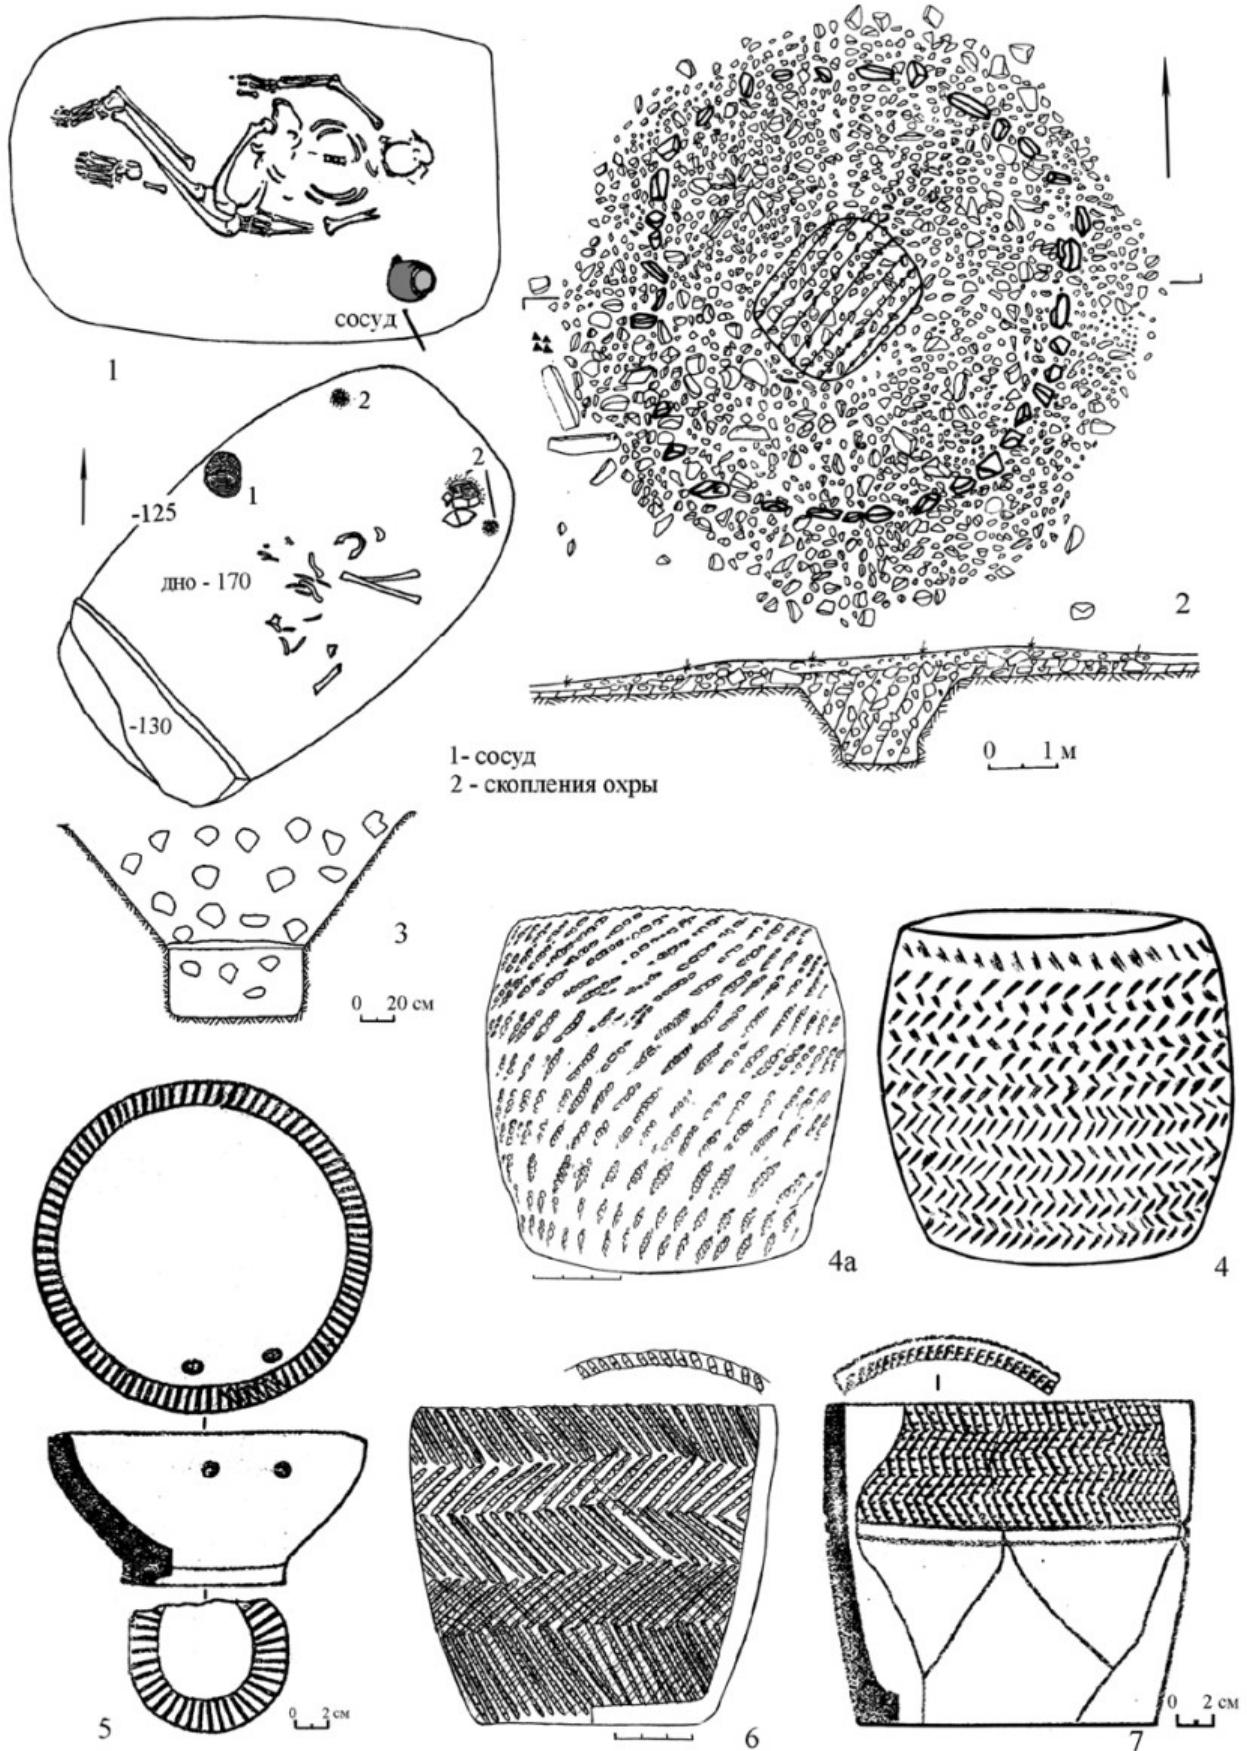 сосуд
1
2
1
2
-125
дно - 170
-130
2
1- сосуд
2 - скопления охры
0 1 м
3
0 20 см
4а
4
5
0 2 см
6
7
0 2 см